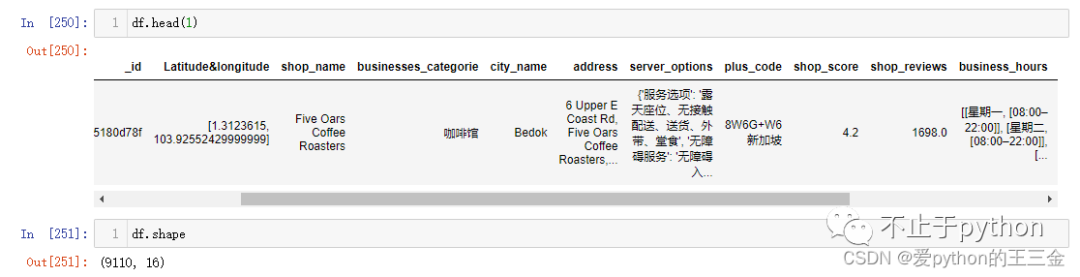 In [250]: 1 df.head(1)
Out[250]:
_id Latitude&longitude shop_name businesses_categorie city_name address server_options plus_code shop_score shop_reviews business_hours
5180d78f [1.3123615, 103.92552429999999] Five Oars Coffee Roasters 咖啡馆 Bedok 6 Upper E Coast Rd, Five Oars Coffee Roasters,... {'服务选项': '露天座位、无接触配送、送货、外带、堂食', '无障碍服务': '无障碍入... 8W6G+W6 新加坡 4.2 1698.0 [[星期一, [08:00–22:00]], [星期二, [08:00–22:00]], [...
In [251]: 1 df.shape
Out[251]: (9110, 16)
不止于python
CSDN @爱python的王三金